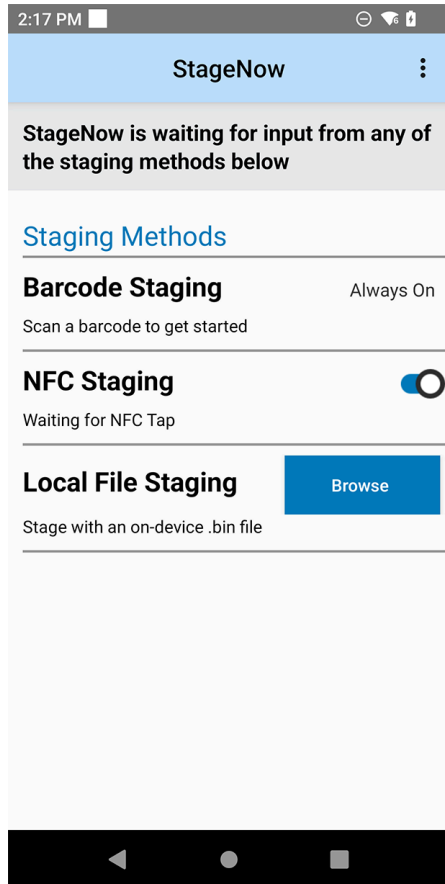 2:17 PM
6
StageNow
StageNow is waiting for input from any of
the staging methods below
Staging Methods
Barcode Staging
Always On
Scan a barcode to get started
NFC Staging
Waiting for NFC Tap
Local File Staging
Browse
Stage with an on-device .bin file